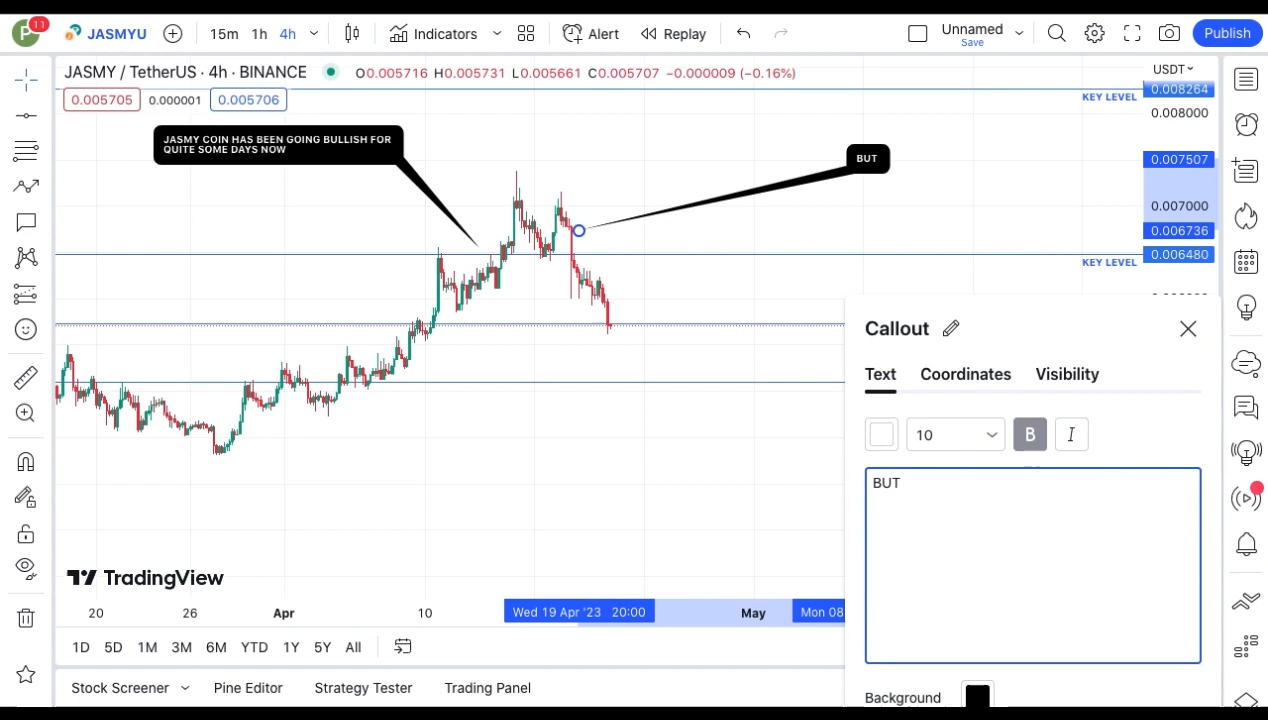 P 11 JASMYU 15m 1h 4h Indicators Alert Replay Unnamed Save Publish
JASMY / TetherUS · 4h · BINANCE O0.005716 H0.005731 L0.005661 C0.005707 −0.000009 (−0.16%) USDT
0.005705 0.000001 0.005706
0.008264
KEY LEVEL
0.008000
JASMY COIN HAS BEEN GOING BULLISH FOR
QUITE SOME DAYS NOW
BUT
0.007507
0.007000
0.006736
0.006480
KEY LEVEL
Callout
Text Coordinates Visibility
10 B I
BUT
Background
TradingView
20 26 Apr 10 Wed 19 Apr '23 20:00 May Mon 08
1D 5D 1M 3M 6M YTD 1Y 5Y All
Stock Screener Pine Editor Strategy Tester Trading Panel